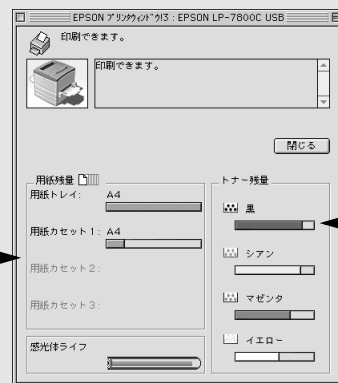 EPSON プリンタウィンドウ!3 : EPSON LP-7800C USB
印刷できます。
印刷できます。
閉じる
用紙残量
用紙トレイ: A4
用紙カセット1: A4
用紙カセット2:
用紙カセット3:
感光体ライフ
トナー残量
黒
シアン
マゼンタ
イエロー